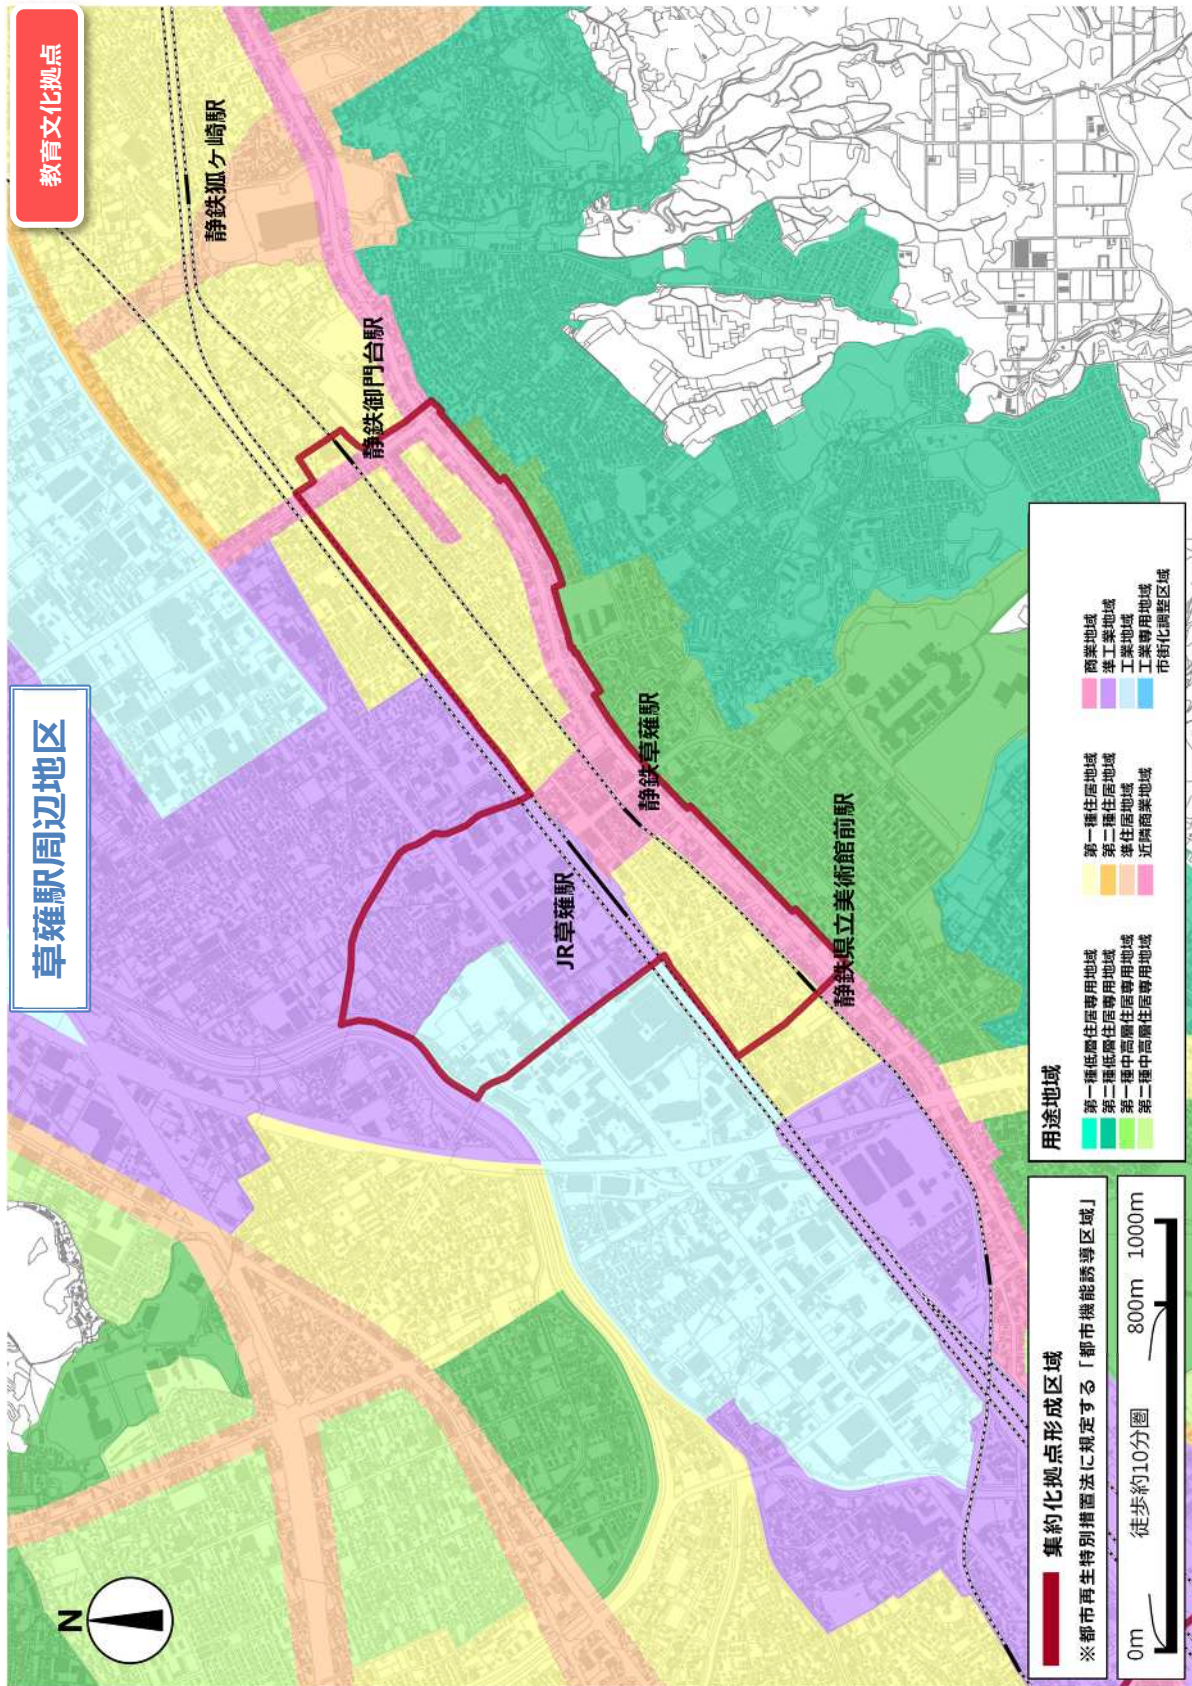 草薙駅周辺地区
教育文化拠点
静鉄狐ヶ崎駅
静鉄御門台駅
静鉄草薙駅
JR草薙駅
静鉄県立美術館前駅
N
集約化拠点形成区域
※都市再生特別措置法に規定する「都市機能誘導区域」
0m
徒歩約10分圏
800m
1000m
用途地域
第一種低層住居専用地域
第二種低層住居専用地域
第一種中高層住居専用地域
第二種中高層住居専用地域
第一種住居地域
第二種住居地域
準住居地域
近隣商業地域
商業地域
準工業地域
工業地域
工業専用地域
市街化調整区域